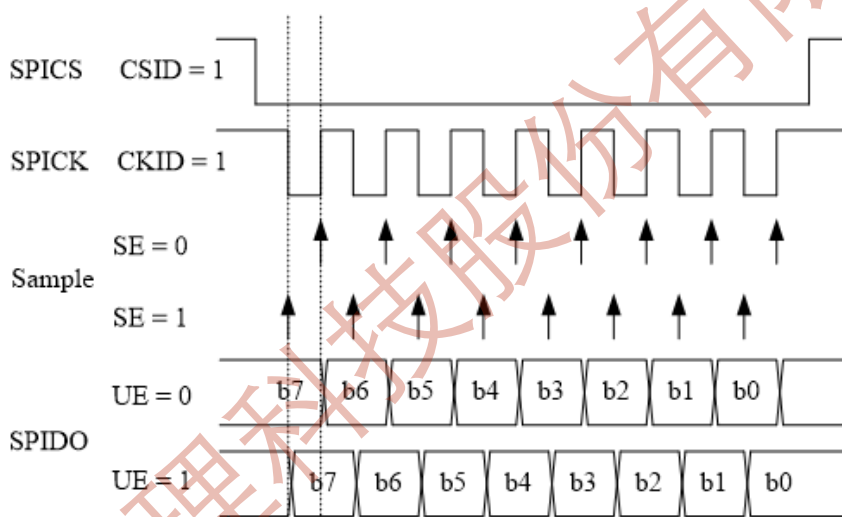 SPICS CSID = 1
SPICK CKID = 1
SE = 0
Sample
SE = 1
b7 b6 b5 b4 b3 b2 b1 b0
UE = 0
SPIDO
UE = 1
b7 b6 b5 b4 b3 b2 b1 b0
理科技股份有限